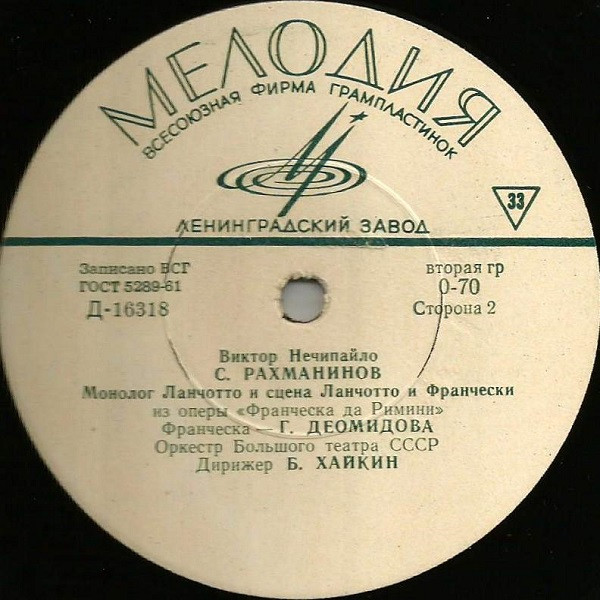 МЕЛОДИЯ
ВСЕСОЮЗНАЯ ФИРМА ГРАМПЛАСТИНОК
33
ЛЕНИНГРАДСКИЙ ЗАВОД
Записано ВСГ
ГОСТ 5289-61
Д-16318
вторая гр
0-70
Сторона 2
Виктор Нечипайло
С. РАХМАНИНОВ
Монолог Ланчотто и сцена Ланчотто и Франчески
из оперы «Франческа да Римини»
Франческа — Г. ДЕОМИДОВА
Оркестр Большого театра СССР
Дирижер Б. ХАЙКИН